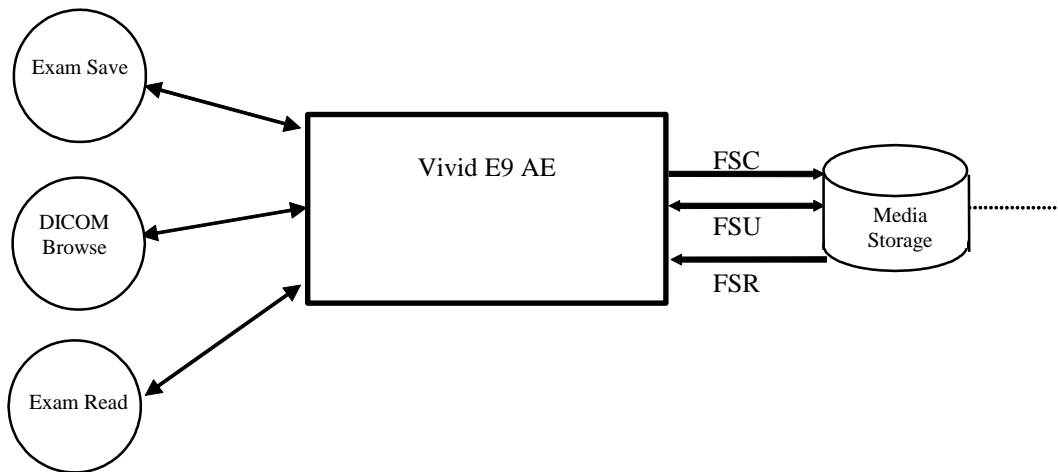 Exam Save
DICOM
Browse
Exam Read
Vivid E9 AE
FSC
FSU
FSR
Media
Storage